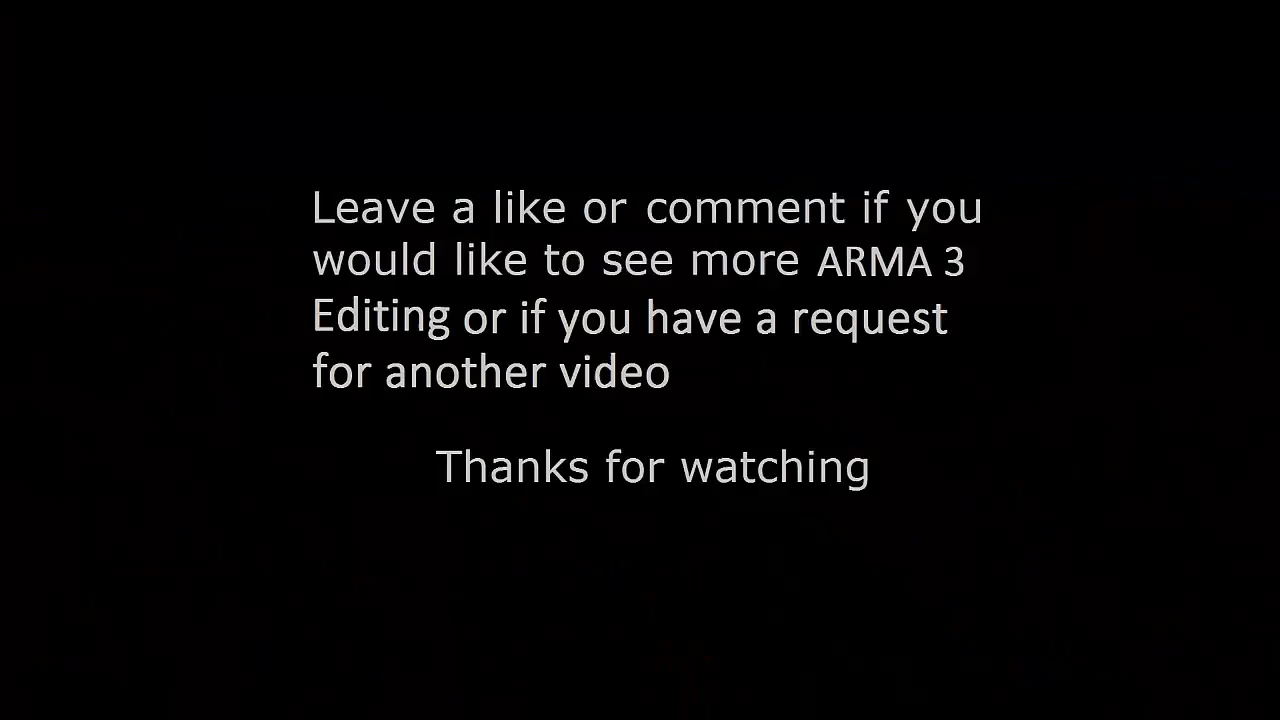 Leave a like or comment if you
would like to see more ARMA 3
Editing or if you have a request
for another video
Thanks for watching